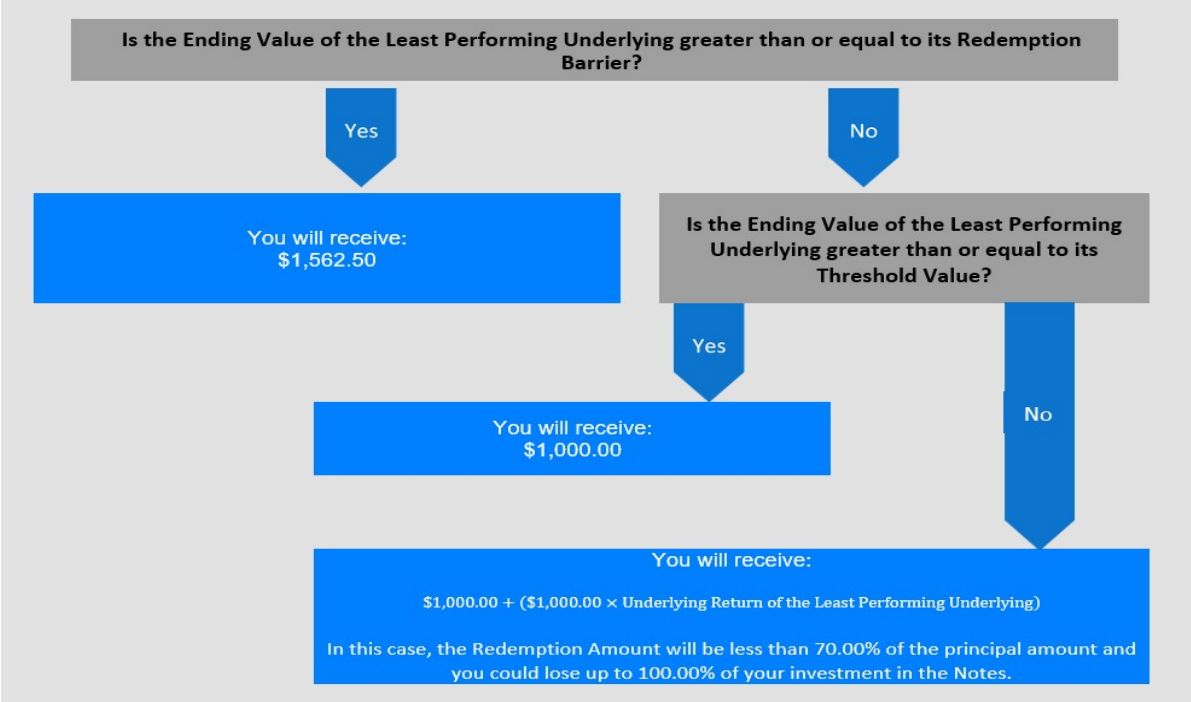 Is the Ending Value of the Least Performing Underlying greater than or equal to its Redemption
Barrier?
Yes
No
You will receive:
$1,562.50
Is the Ending Value of the Least Performing
Underlying greater than or equal to its
Threshold Value?
Yes
No
You will receive:
$1,000.00
You will receive:
$1,000.00 + ($1,000.00 × Underlying Return of the Least Performing Underlying)
In this case, the Redemption Amount will be less than 70.00% of the principal amount and
you could lose up to 100.00% of your investment in the Notes.